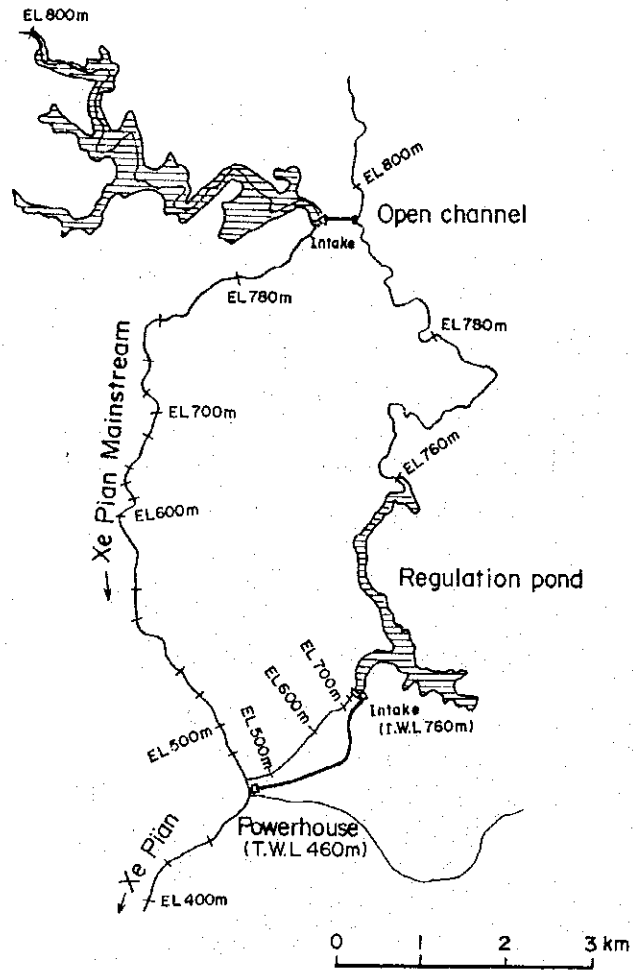 EL 800m
EL 800m
Open channel
Intake
EL 780m
EL 780m
Xe Pian Mainstream
EL 700m
EL 760m
EL 600m
Regulation pond
EL 700m
EL 600m
Intake
(T.W.L 760m)
EL 500m
EL 500m
Powerhouse
(T.W.L 460m)
Xe Pian
EL 400m
0 1 2 3 km